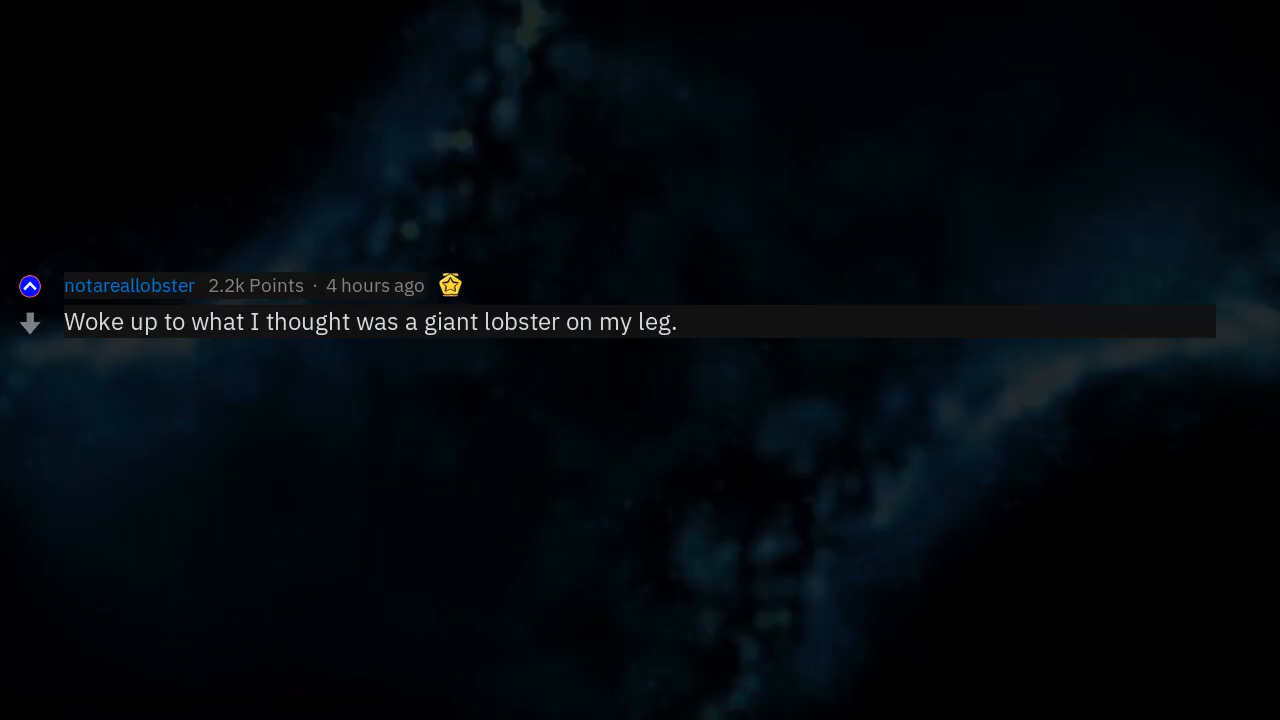 notareallobster 2.2k Points · 4 hours ago
Woke up to what I thought was a giant lobster on my leg.